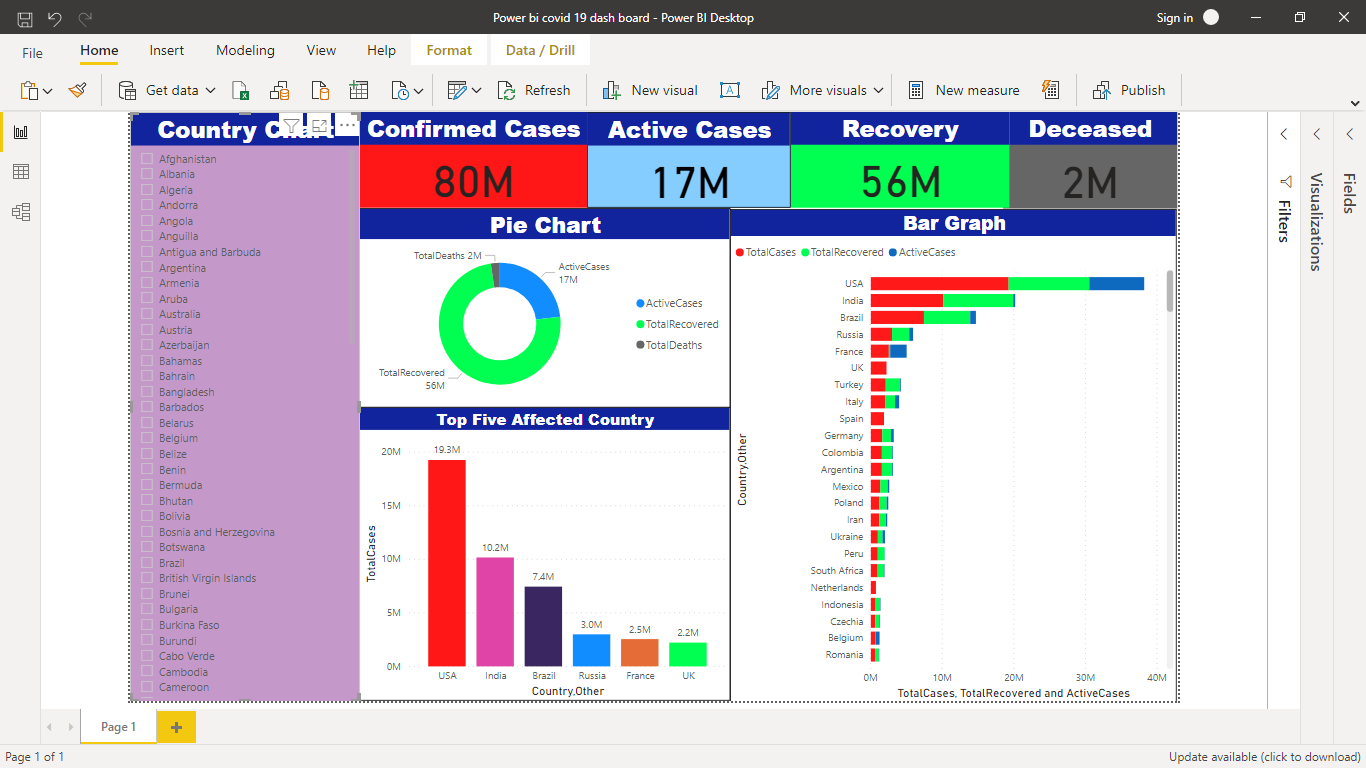 Power bi covid 19 dash board - Power BI Desktop
Sign in
File Home Insert Modeling View Help Format Data / Drill
Get data Refresh New visual More visuals New measure Publish
Country Chart
Afghanistan
Albania
Algeria
Andorra
Angola
Anguilla
Antigua and Barbuda
Argentina
Armenia
Aruba
Australia
Austria
Azerbaijan
Bahamas
Bahrain
Bangladesh
Barbados
Belarus
Belgium
Belize
Benin
Bermuda
Bhutan
Bolivia
Bosnia and Herzegovina
Botswana
Brazil
British Virgin Islands
Brunei
Bulgaria
Burkina Faso
Burundi
Cabo Verde
Cambodia
Cameroon
Confirmed Cases
80M
Active Cases
17M
Recovery
56M
Deceased
2M
Pie Chart
TotalDeaths 2M
ActiveCases
17M
TotalRecovered
56M
ActiveCases
TotalRecovered
TotalDeaths
Top Five Affected Country
TotalCases
20M
15M
10M
5M
0M
19.3M
10.2M
7.4M
3.0M
2.5M
2.2M
USA India Brazil Russia France UK
Country,Other
Bar Graph
TotalCases TotalRecovered ActiveCases
Country,Other
USA
India
Brazil
Russia
France
UK
Turkey
Italy
Spain
Germany
Colombia
Argentina
Mexico
Poland
Iran
Ukraine
Peru
South Africa
Netherlands
Indonesia
Czechia
Belgium
Romania
0M 10M 20M 30M 40M
TotalCases, TotalRecovered and ActiveCases
Filters
Visualizations
Fields
Page 1
Page 1 of 1
Update available (click to download)